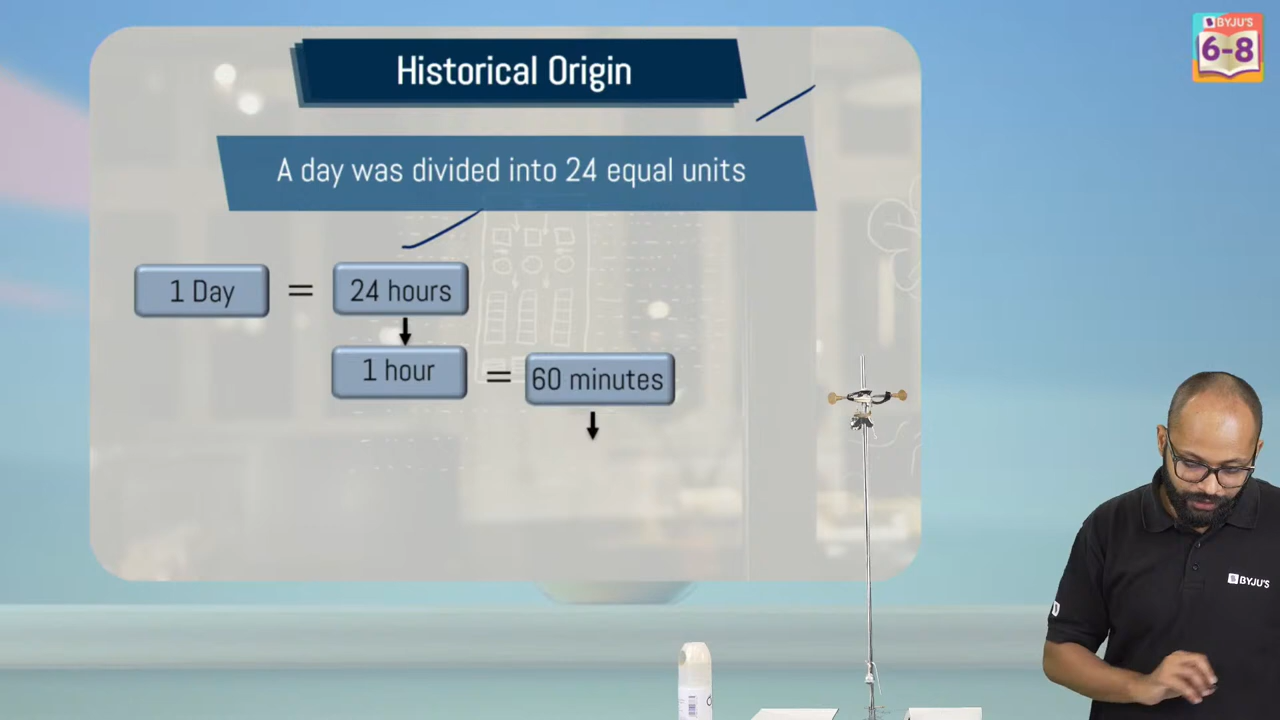 BYJU'S
6-8
Historical Origin
A day was divided into 24 equal units
1 Day = 24 hours
1 hour = 60 minutes
BYJU'S